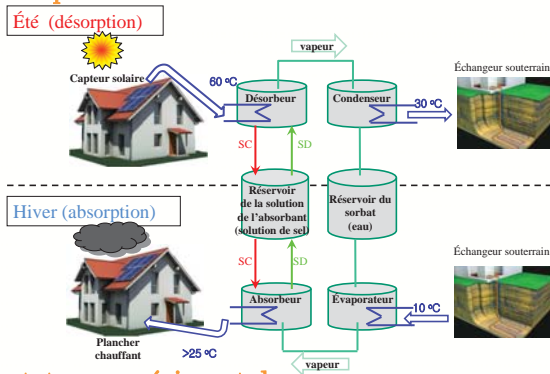 Été (désorption)
vapeur
Capteur solaire
60 °C
Désorbeur
Condenseur
30 °C
Échangeur souterrain
SC
SD
Réservoir
de la solution
de l'absorbant
(solution de sel)
Réservoir du
sorbat
(eau)
Hiver (absorption)
SC
SD
Échangeur souterrain
Absorbeur
Évaporateur
10 °C
Plancher
chauffant
>25 °C
vapeur